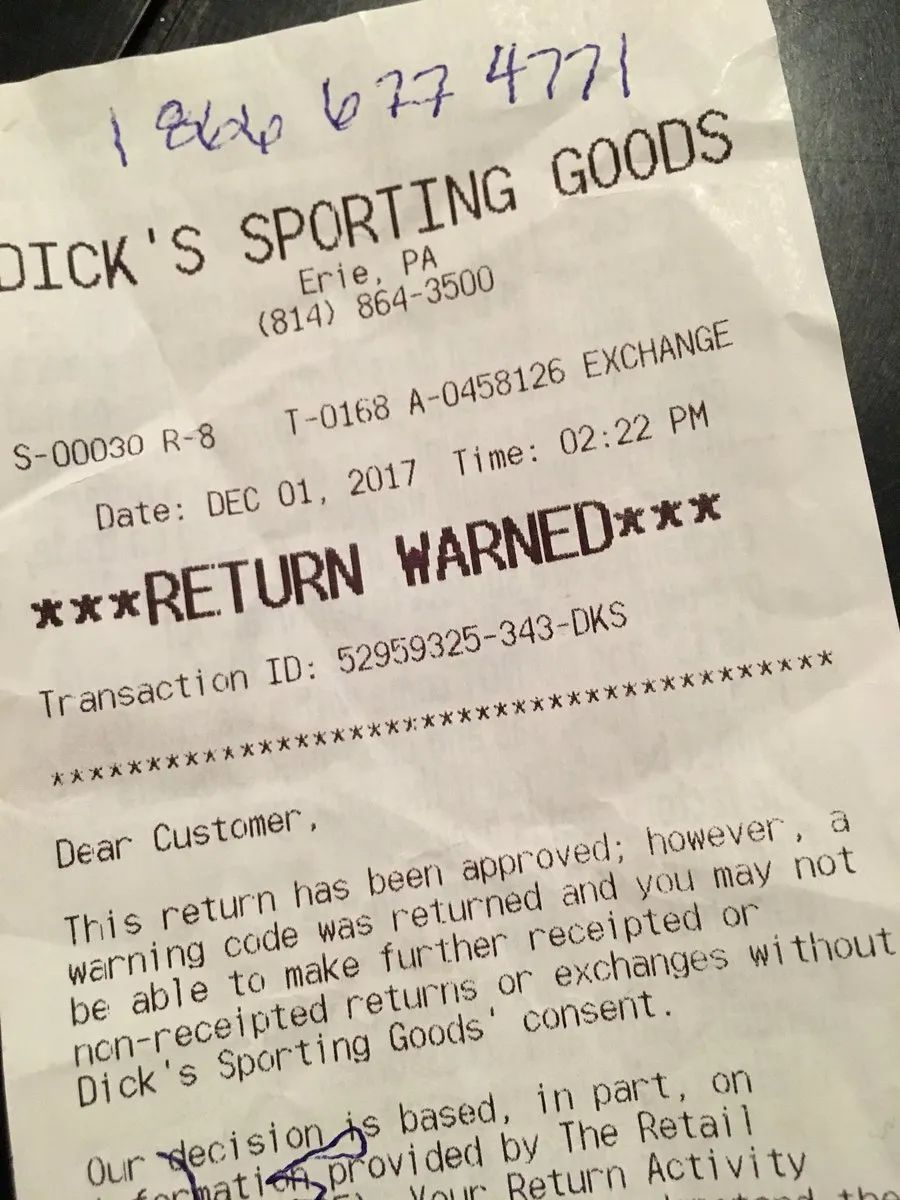 1 866 677 4771
DICK'S SPORTING GOODS
Erie, PA
(814) 864-3500
S-00030 R-8 T-0168 A-0458126 EXCHANGE
Date: DEC 01, 2017 Time: 02:22 PM
***RETURN WARNED***
Transaction ID: 52959325-343-DKS
*****************************************
Dear Customer,
This return has been approved; however, a
warning code was returned and you may not
be able to make further receipted or
non-receipted returns or exchanges without
Dick's Sporting Goods' consent.
Our decision is based, in part, on
information provided by The Retail
Your Return Activity
the